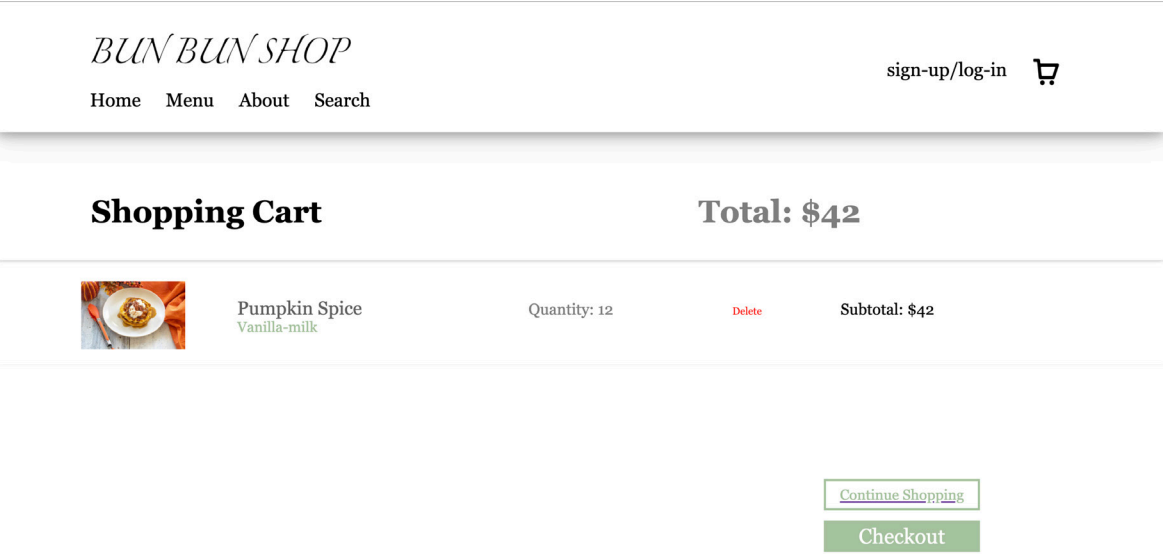 BUN BUN SHOP
sign-up/log-in
Home Menu About Search
Shopping Cart Total: $42
Pumpkin Spice Quantity: 12 Delete Subtotal: $42
Vanilla-milk
Continue Shopping
Checkout